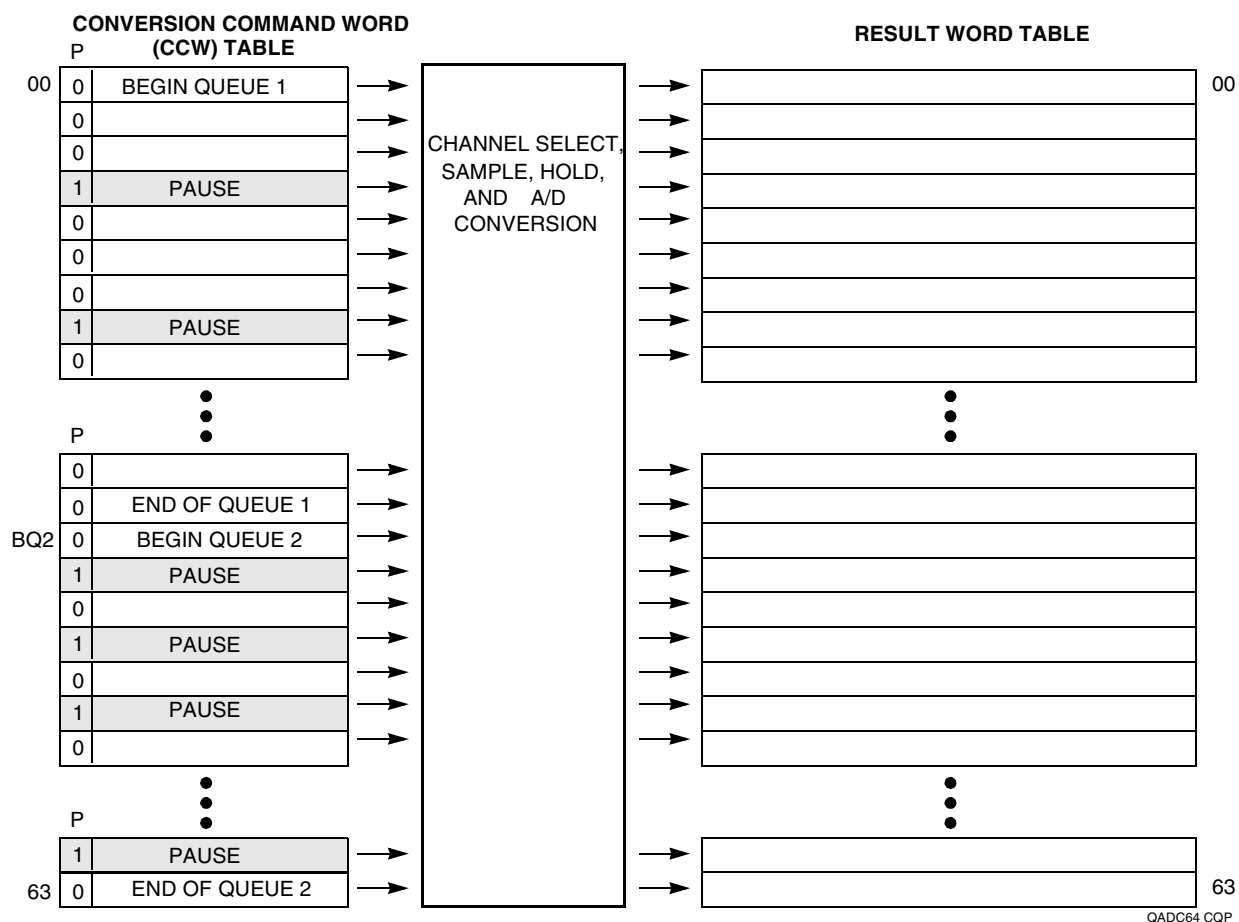 CONVERSION COMMAND WORD
(CCW) TABLE
RESULT WORD TABLE
P
00 0 BEGIN QUEUE 1 00
0
0
1 PAUSE
0
0
0
1 PAUSE
0
CHANNEL SELECT,
SAMPLE, HOLD,
AND A/D
CONVERSION
P
0
0 END OF QUEUE 1
BQ2 0 BEGIN QUEUE 2
1 PAUSE
0
1 PAUSE
0
1 PAUSE
0
P
1 PAUSE
63 0 END OF QUEUE 2 63
QADC64 CQP